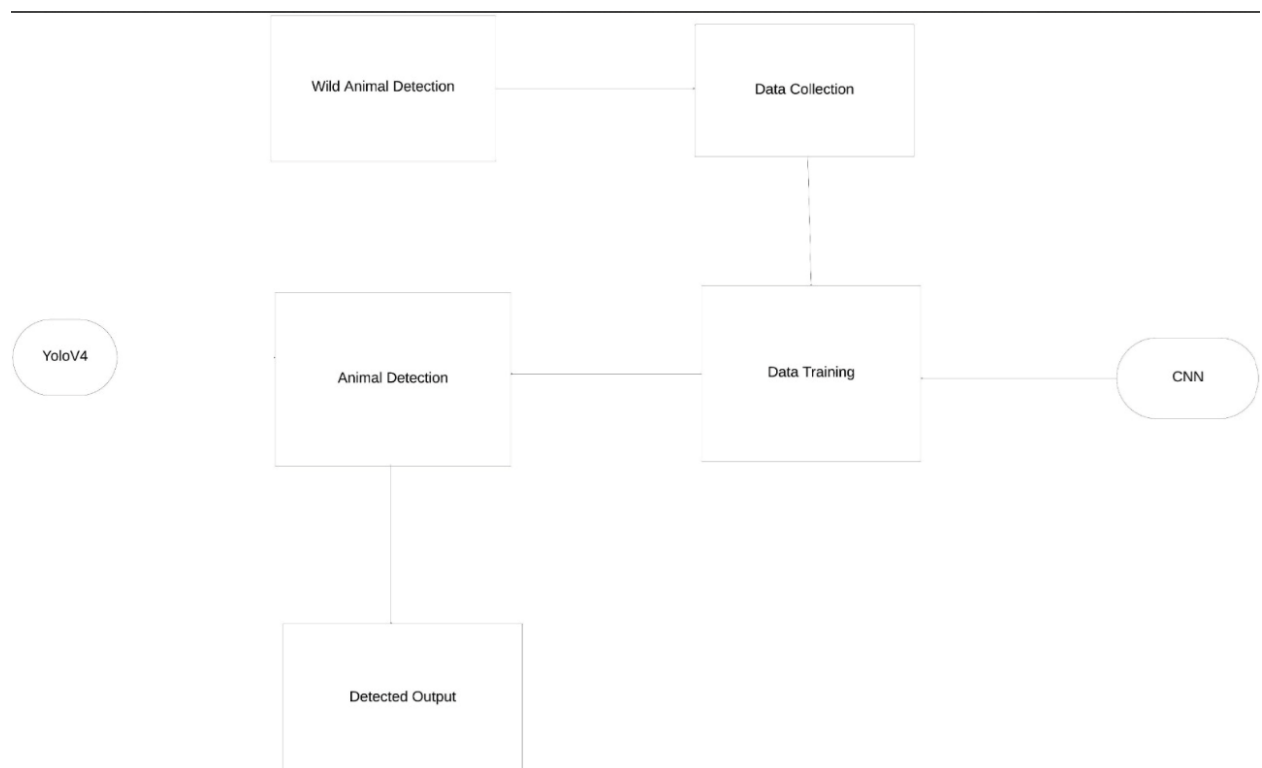 Wild Animal Detection
Data Collection
YoloV4
Animal Detection
Data Training
CNN
Detected Output